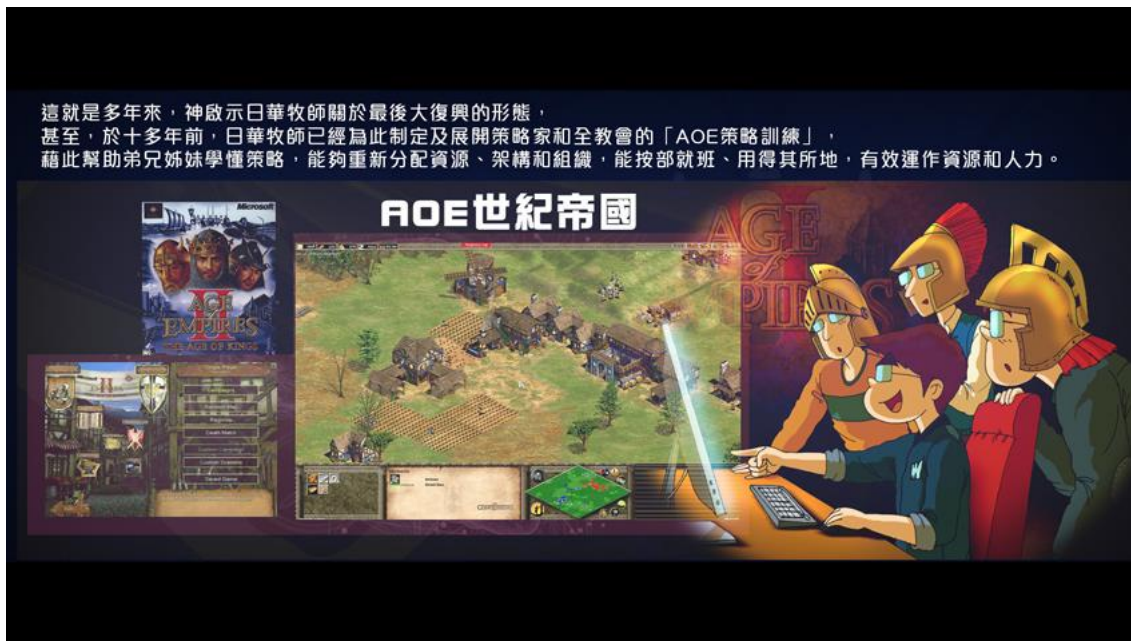 這就是多年來，神啟示日華牧師關於最後大復興的形態，
甚至，於十多年前，日華牧師已經為此制定及展開策略家和全教會的「AOE策略訓練」，
藉此幫助弟兄姊妹學懂策略，能夠重新分配資源、架構和組織，能按部就班、用得其所地，有效運作資源和人力。
AOE世紀帝國
Microsoft
AGE
II
EMPIRES
THE AGE OF KINGS
AGE
of
EMPIRES
II
W